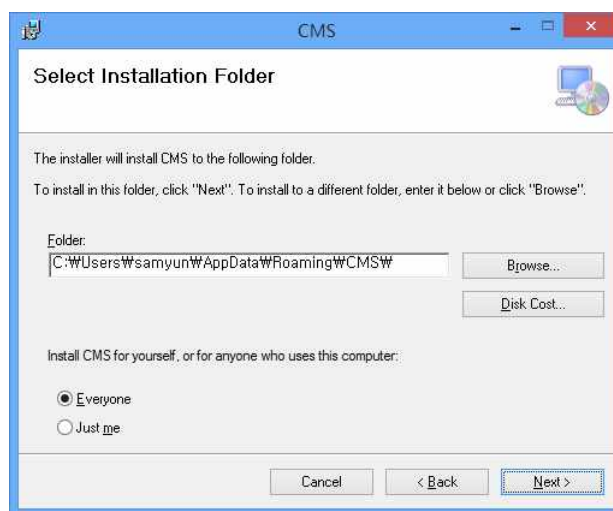 CMS
Select Installation Folder
The installer will install CMS to the following folder.
To install in this folder, click "Next". To install to a different folder, enter it below or click "Browse".
Folder:
C:₩Users₩samyun₩AppData₩Roaming₩CMS₩
Browse...
Disk Cost...
Install CMS for yourself, or for anyone who uses this computer:
Everyone
Just me
Cancel
< Back
Next >